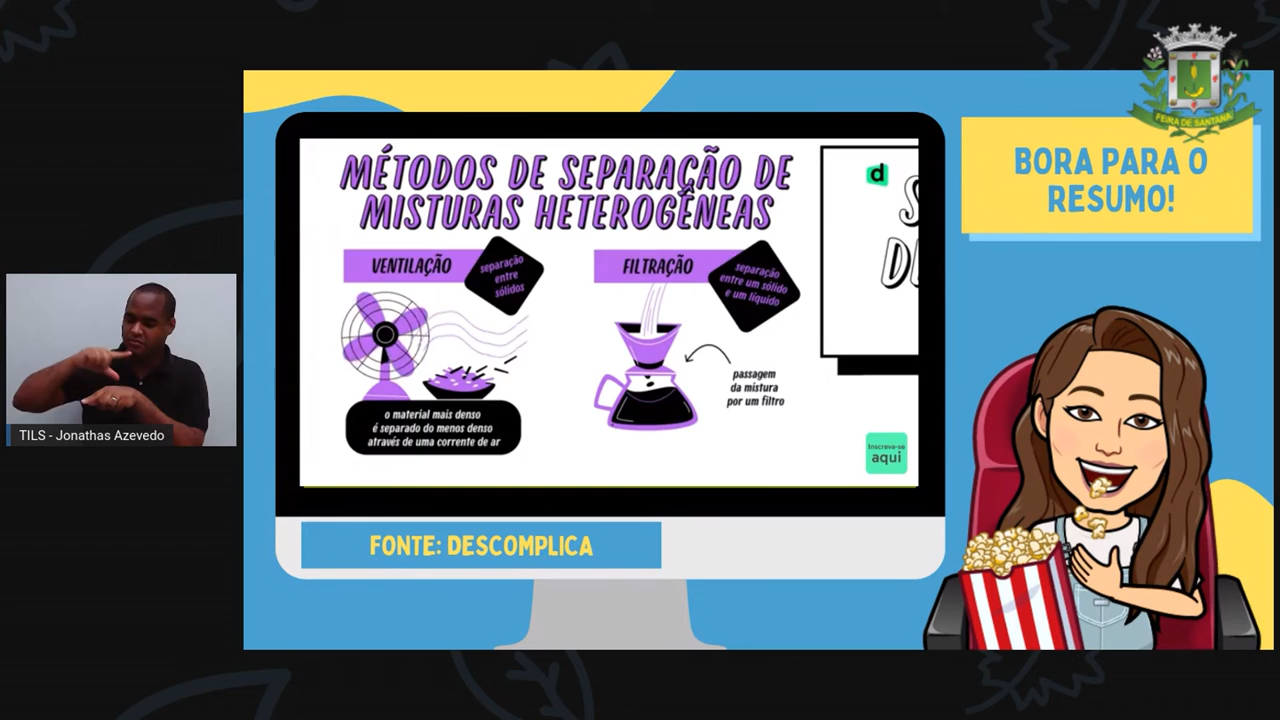 FEIRA DE SANTANA
BORA PARA O
RESUMO!
MÉTODOS DE SEPARAÇÃO DE
MISTURAS HETEROGÊNEAS
VENTILAÇÃO
separação
entre
sólidos
o material mais denso
é separado do menos denso
através de uma corrente de ar
FILTRAÇÃO
separação
entre um sólido
e um líquido
passagem
da mistura
por um filtro
d
S
DE
Inscreva-se
aqui
FONTE: DESCOMPLICA
TILS - Jonathas Azevedo